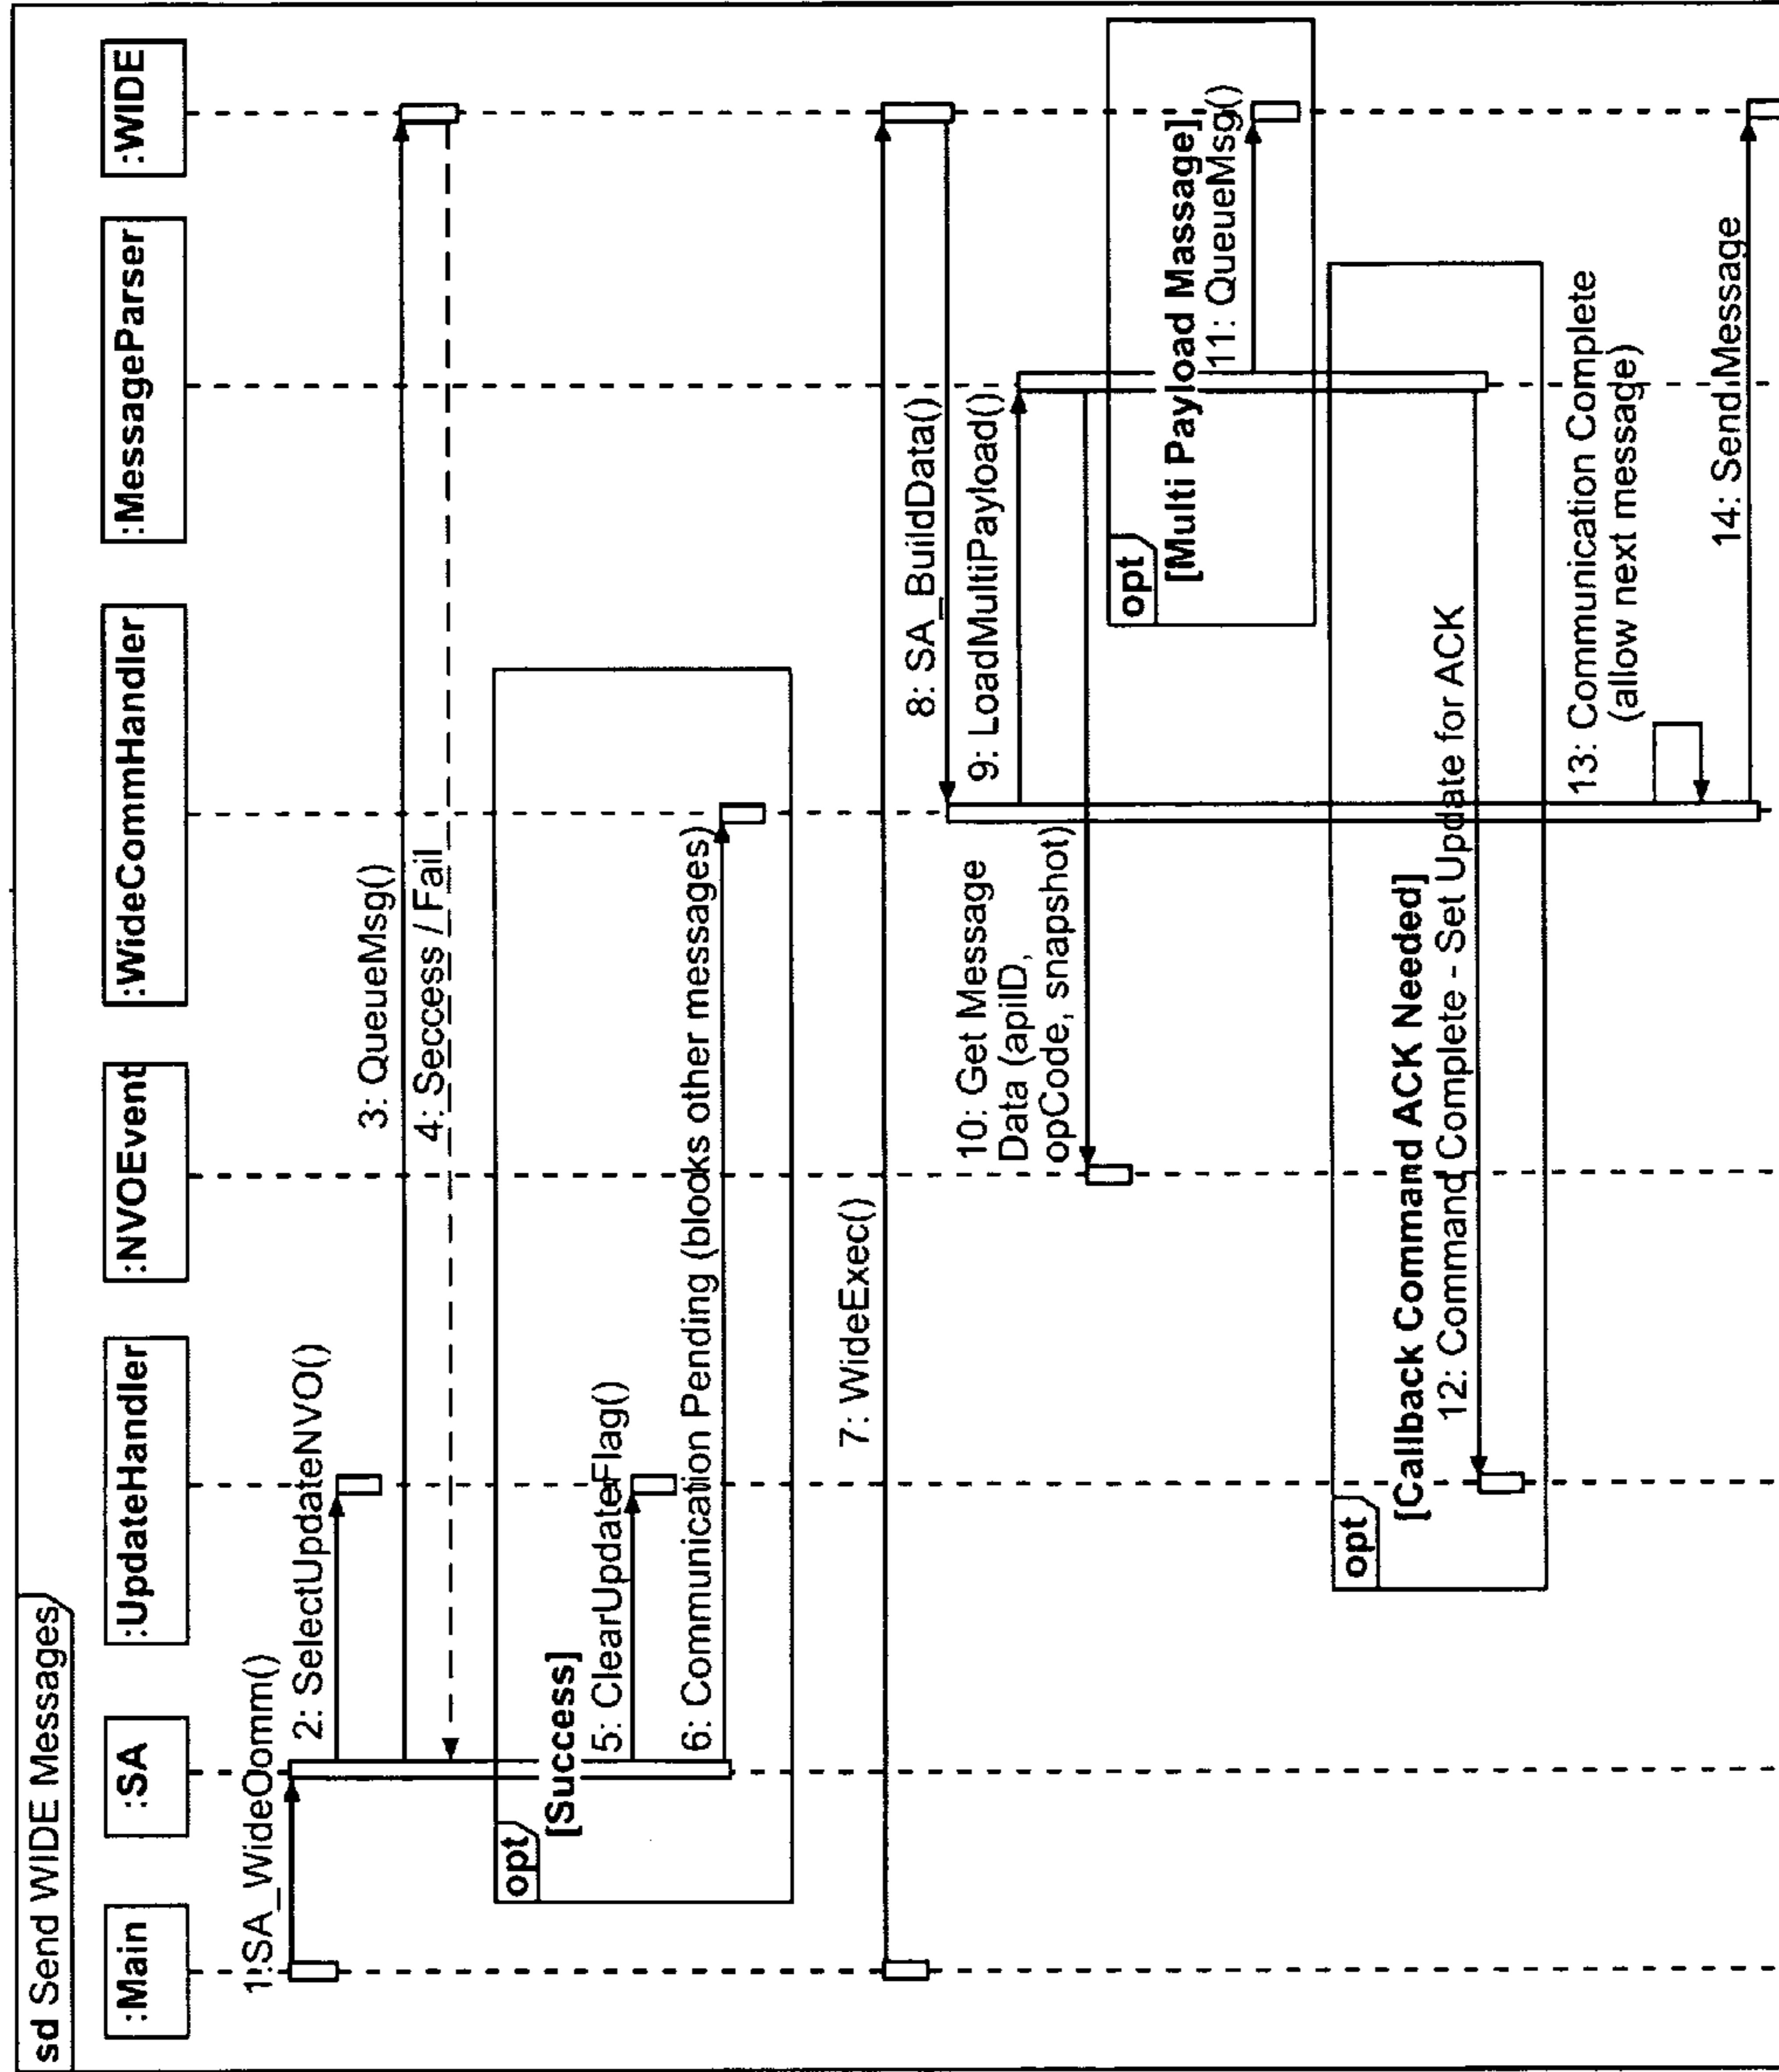 sd Send WIDE Messages
:Main
:SA
:UpdateHandler
:NVOEvent
:WideCommHandler
:MessageParser
:WIDE
1:SA_WideOomm()
2: SelectUpdateNVO()
3: QueueMsg()
4: Seccess / Fail
opt
[Success]
5: ClearUpdateFlag()
6: Communication Pending (blooks other messages)
7: WideExec()
8: SA_BuildData()
9: LoadMultiPayload()
10: Get Message
Data (apiID,
opCode, snapshot)
opt
[Multi Payload Massage]
11: QueueMsg()
opt
[Callback Command ACK Needed]
12: Command Complete - Set Update for ACK
13: Communication Complete
(allow next message)
14: Send Message